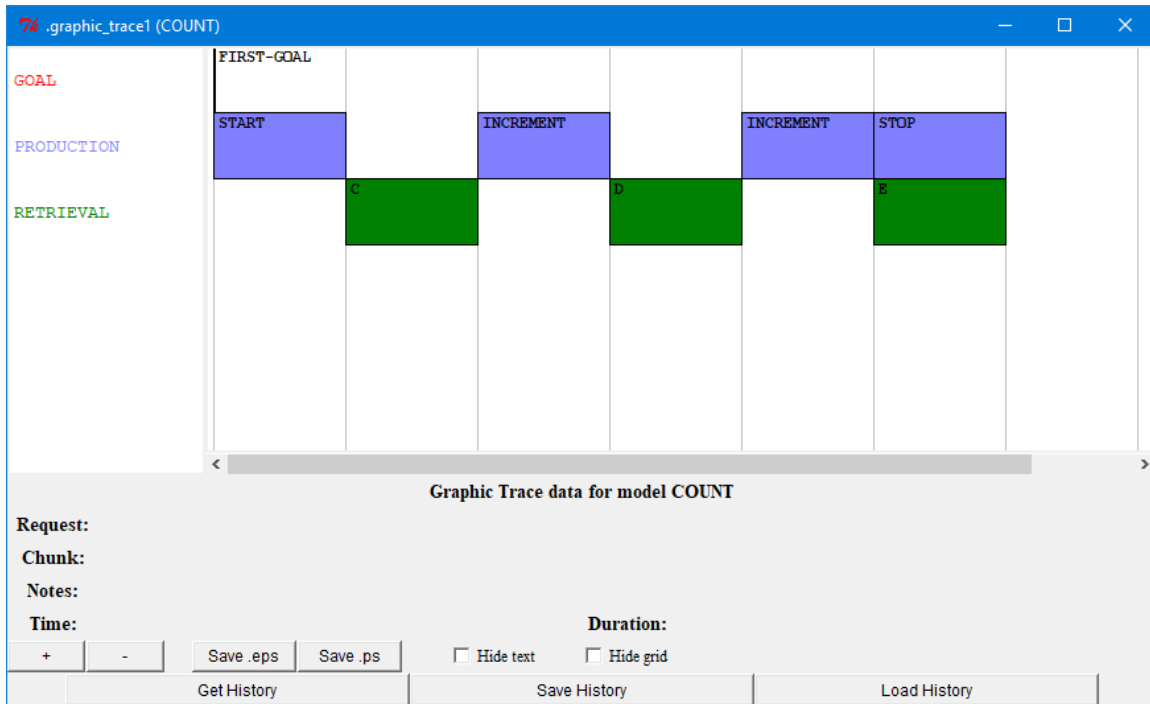 .graphic_trace1 (COUNT)
FIRST-GOAL
GOAL
START INCREMENT INCREMENT STOP
PRODUCTION
C D E
RETRIEVAL
Graphic Trace data for model COUNT
Request:
Chunk:
Notes:
Time: Duration:
+ - Save .eps Save .ps Hide text Hide grid
Get History Save History Load History